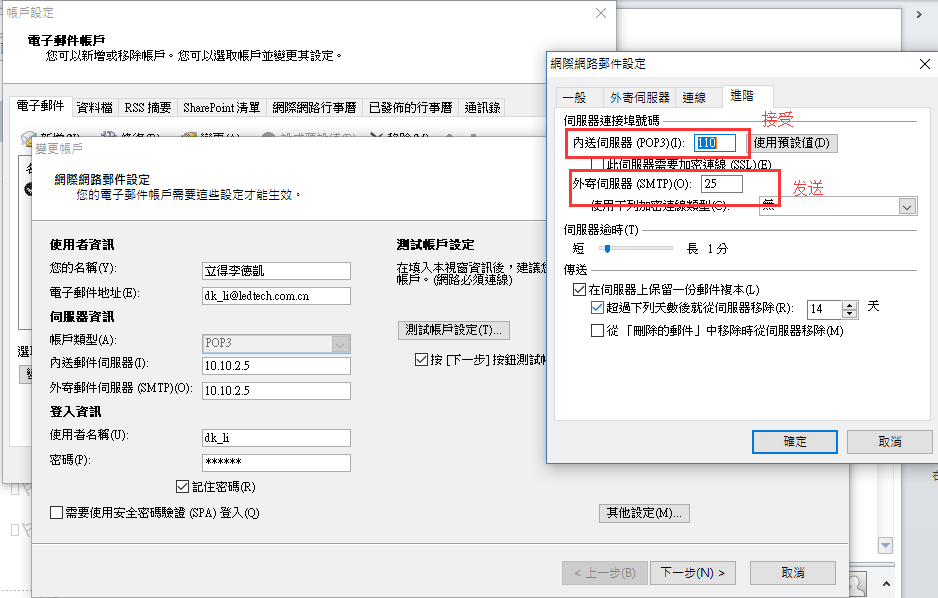 帳戶設定
電子郵件帳戶
您可以新增或移除帳戶。您可以選取帳戶並變更其設定。
電子郵件 資料檔 RSS 摘要 SharePoint 清單 網際網路行事曆 已發佈的行事曆 通訊錄
變更帳戶
網際網路郵件設定
您的電子郵件帳戶需要這些設定才能生效。
使用者資訊
您的名稱(Y): 立得李德凱
電子郵件地址(E): dk_li@ledtech.com.cn
伺服器資訊
帳戶類型(A): POP3
內送郵件伺服器(I): 10.10.2.5
外寄郵件伺服器 (SMTP)(O): 10.10.2.5
登入資訊
使用者名稱(U): dk_li
密碼(P): ******
記住密碼(R)
需要使用安全密碼驗證 (SPA) 登入(Q)
測試帳戶設定
在填入本視窗資訊後，建議您
帳戶。(網路必須連線)
測試帳戶設定(T)...
按 [下一步] 按鈕測試帳
其他設定(M)...
< 上一步(B) 下一步(N) > 取消
網際網路郵件設定
一般 外寄伺服器 連線 進階
伺服器連接埠號碼
接受
內送伺服器 (POP3)(I): 110 使用預設值(D)
此伺服器需要加密連線 (SSL)(E)
外寄伺服器 (SMTP)(O): 25
发送
使用下列加密連線類型(C): 無
伺服器逾時(T)
短 長 1 分
傳送
在伺服器上保留一份郵件複本(L)
超過下列天數後就從伺服器移除(R): 14 天
從「刪除的郵件」中移除時從伺服器移除(M)
確定 取消